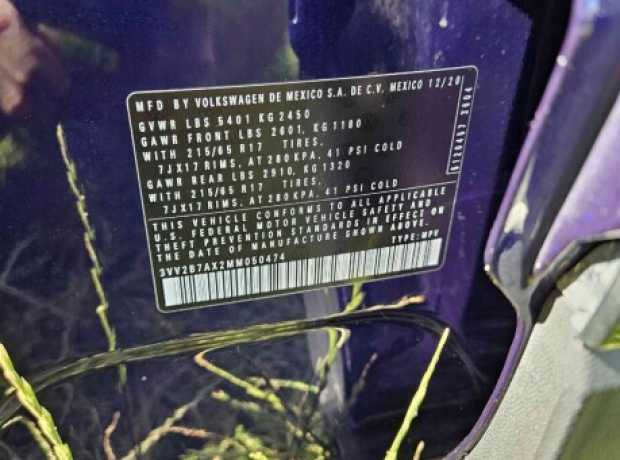 MFD BY VOLKSWAGEN DE MEXICO S.A. DE C.V. MEXICO 12/20
GVWR LBS 5401 KG 2450
GAWR FRONT LBS 2601, KG 1180
WITH 215/65 R17 TIRES.
7JX17 RIMS, AT 280 KPA, 41 PSI COLD
GAWR REAR LBS 2910, KG 1320
WITH 215/65 R17 TIRES.
7JX17 RIMS, AT 280 KPA, 41 PSI COLD
THIS VEHICLE CONFORMS TO ALL APPLICABLE
U.S. FEDERAL MOTOR VEHICLE SAFETY AND
THEFT PREVENTION STANDARDS IN EFFECT ON
THE DATE OF MANUFACTURE SHOWN ABOVE.
3VV2B7AX2MM050474 TYPE: MPV